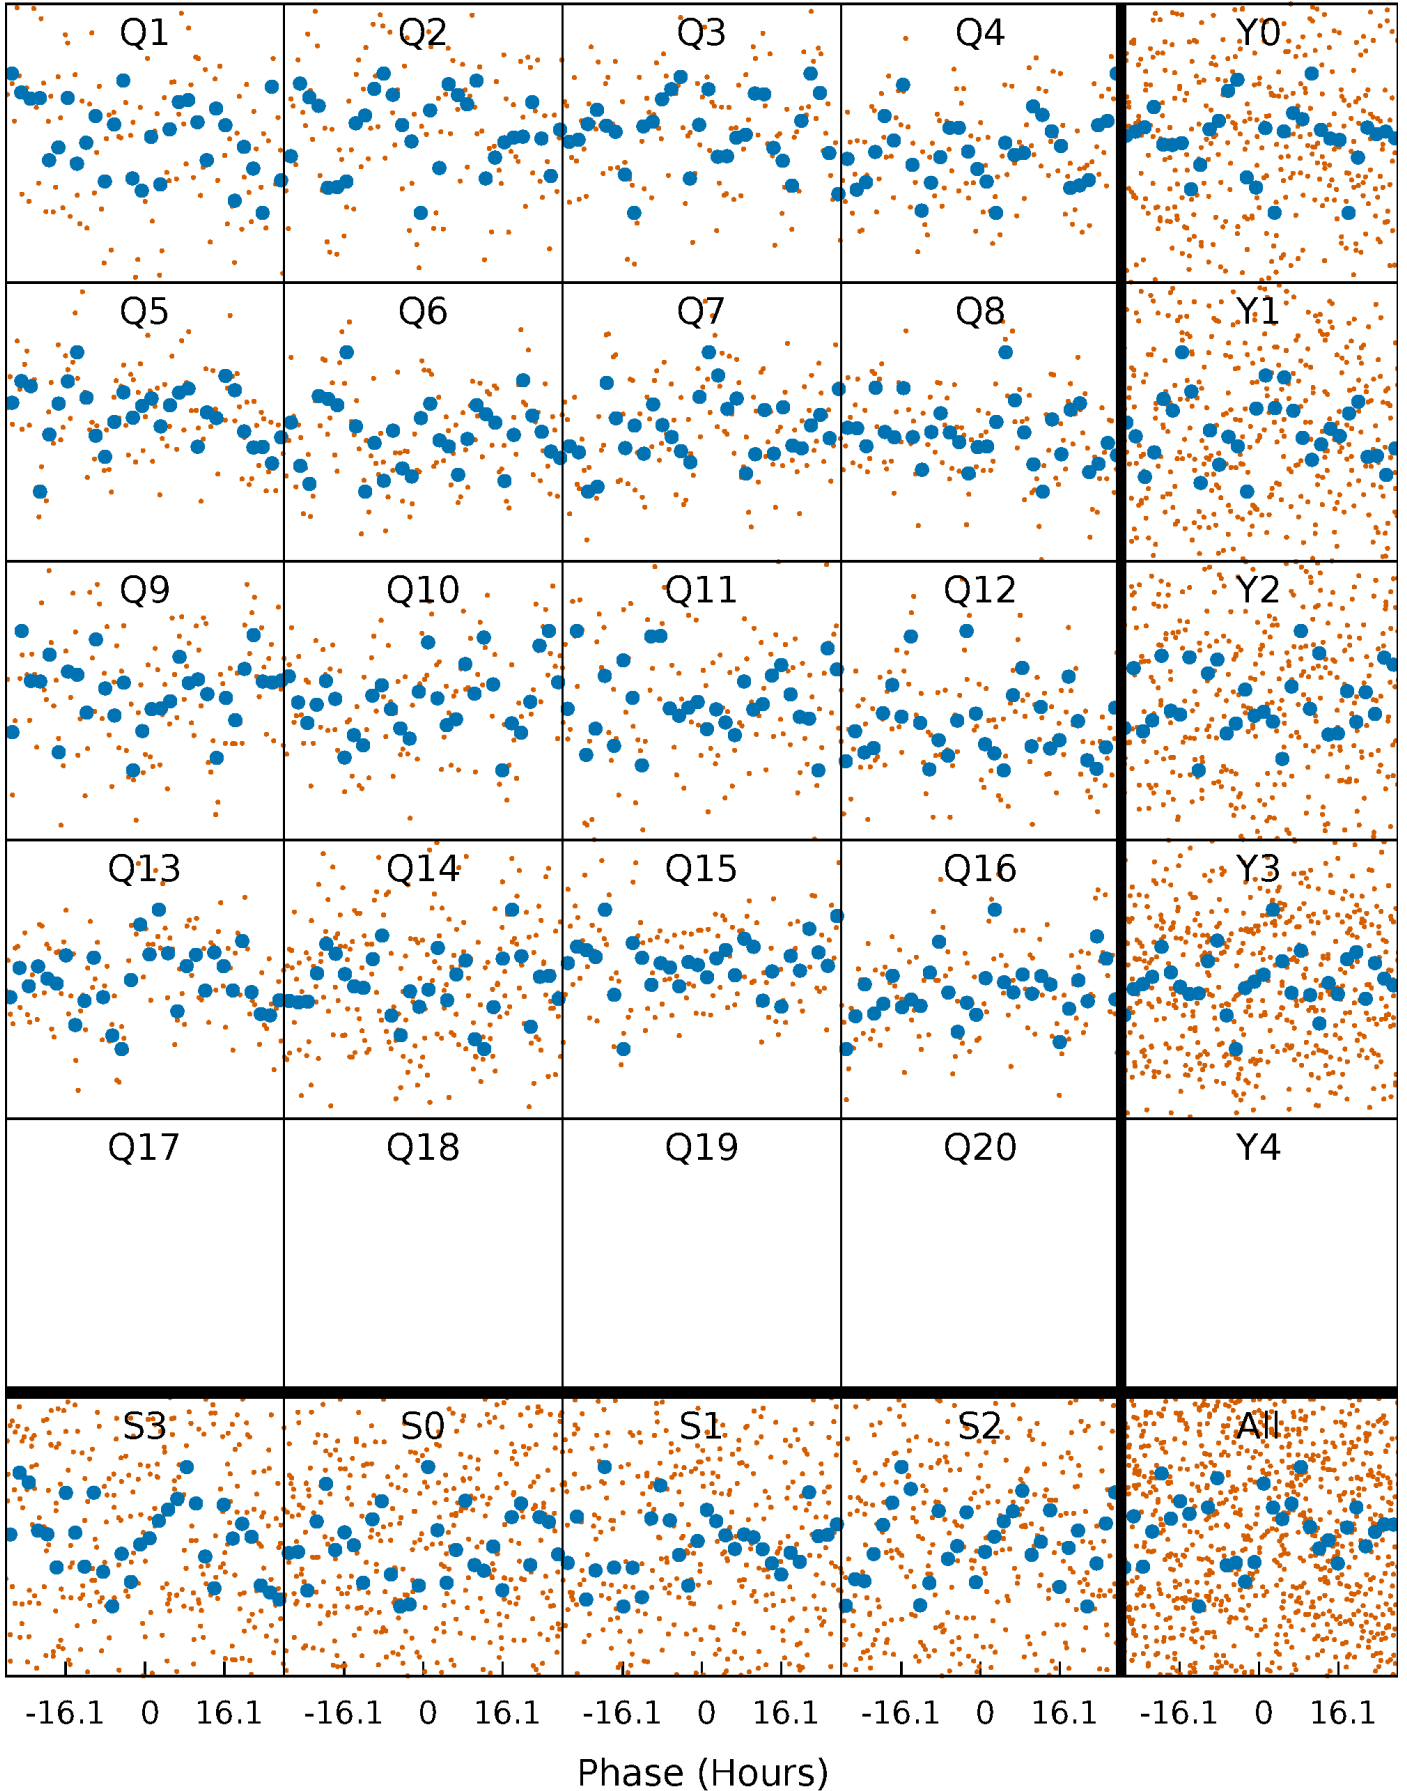 Q1 Q2 Q3 Q4 Y0
Q5 Q6 Q7 Q8 Y1
Q9 Q10 Q11 Q12 Y2
Q13 Q14 Q15 Q16 Y3
Q17 Q18 Q19 Q20 Y4
S3 S0 S1 S2 All
-16.1 0 16.1 -16.1 0 16.1 -16.1 0 16.1 -16.1 0 16.1 -16.1 0 16.1
Phase (Hours)